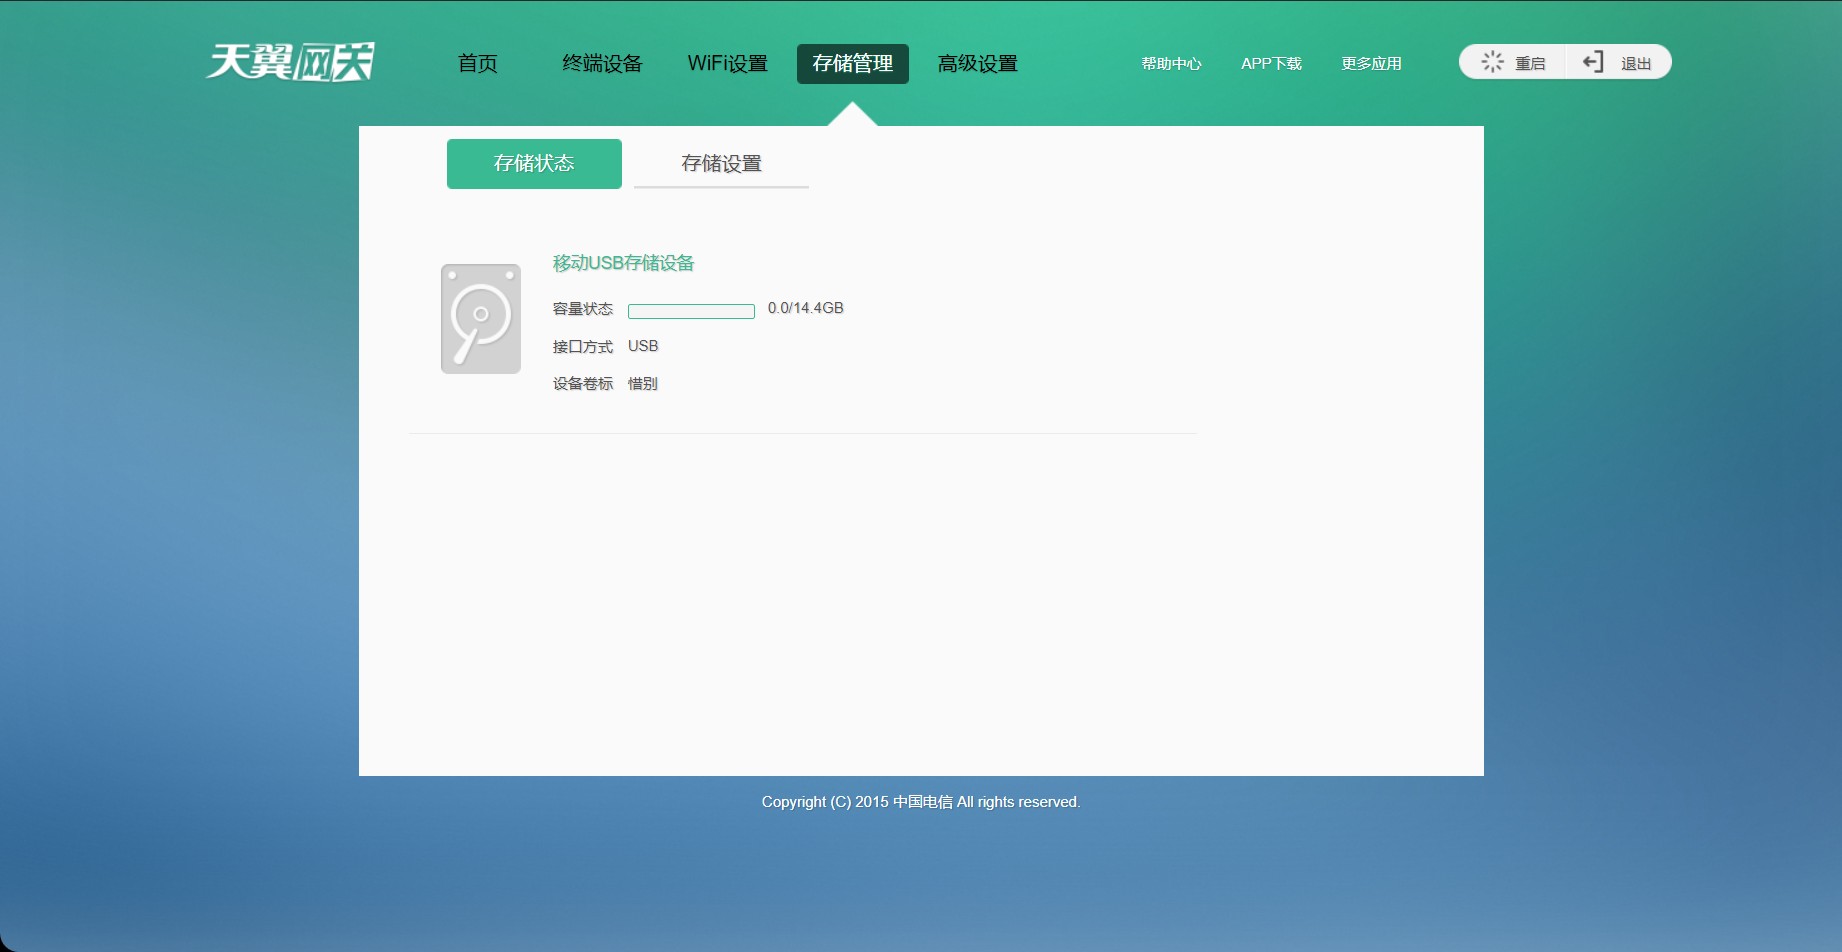 天翼网关
首页 终端设备 WiFi设置 存储管理 高级设置 帮助中心 APP下载 更多应用 重启 退出
存储状态 存储设置
移动USB存储设备
容量状态 0.0/14.4GB
接口方式 USB
设备卷标 惜别
Copyright (C) 2015 中国电信 All rights reserved.